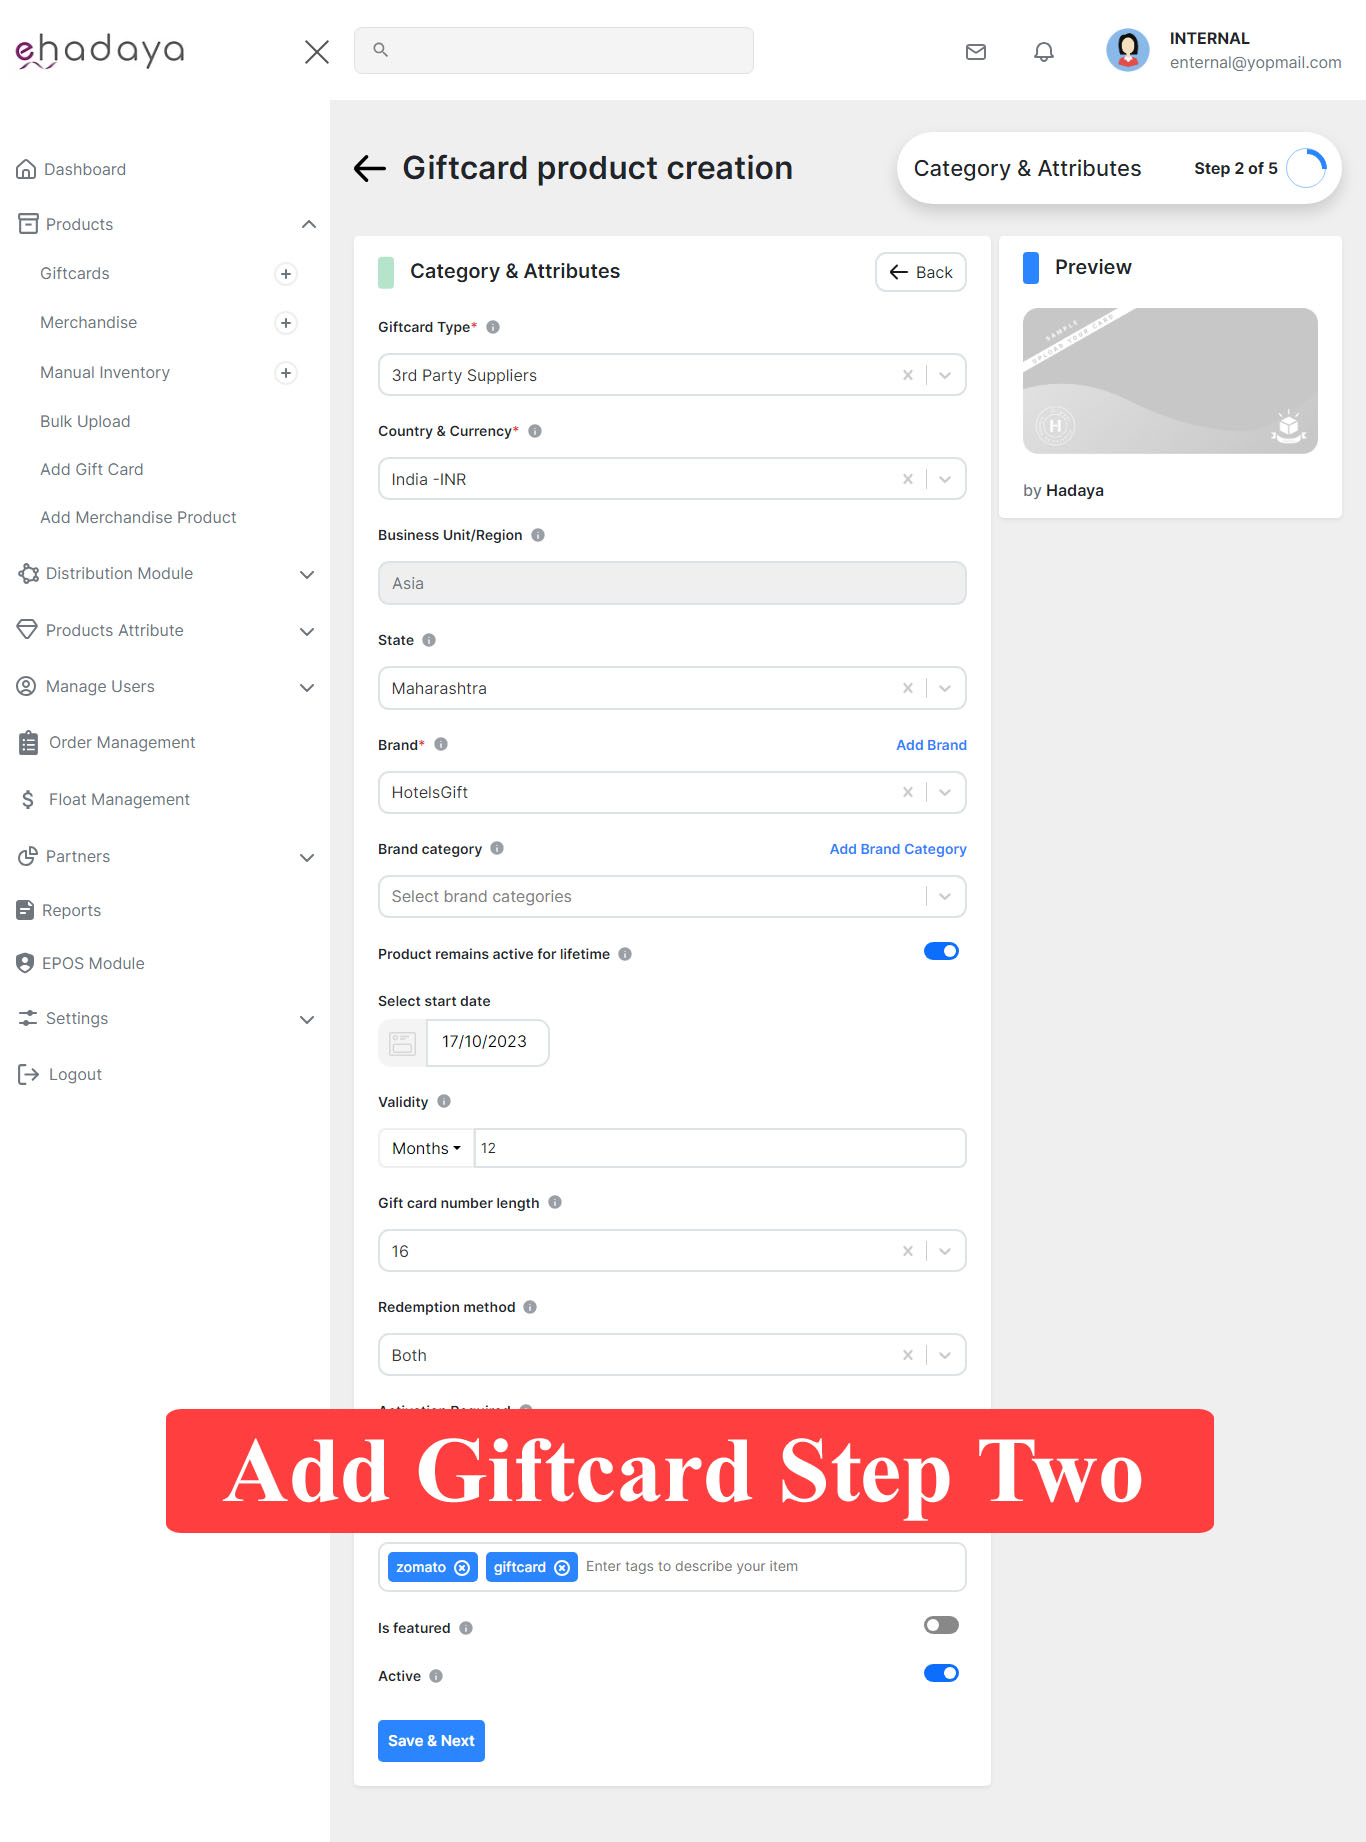 ehadaya
INTERNAL
enternal@yopmail.com
Dashboard
Products
Giftcards
Merchandise
Manual Inventory
Bulk Upload
Add Gift Card
Add Merchandise Product
Distribution Module
Products Attribute
Manage Users
Order Management
Float Management
Partners
Reports
EPOS Module
Settings
Logout
Giftcard product creation
Category & Attributes
Step 2 of 5
Category & Attributes
Back
Giftcard Type*
3rd Party Suppliers
Country & Currency*
India -INR
Business Unit/Region
Asia
State
Maharashtra
Brand*
Add Brand
HotelsGift
Brand category
Add Brand Category
Select brand categories
Product remains active for lifetime
Select start date
17/10/2023
Validity
Months
12
Gift card number length
16
Redemption method
Both
Activation Required
Add Giftcard Step Two
zomato
giftcard
Enter tags to describe your item
Is featured
Active
Save & Next
Preview
SAMPLE
UPLOAD YOUR CARD
H
by Hadaya